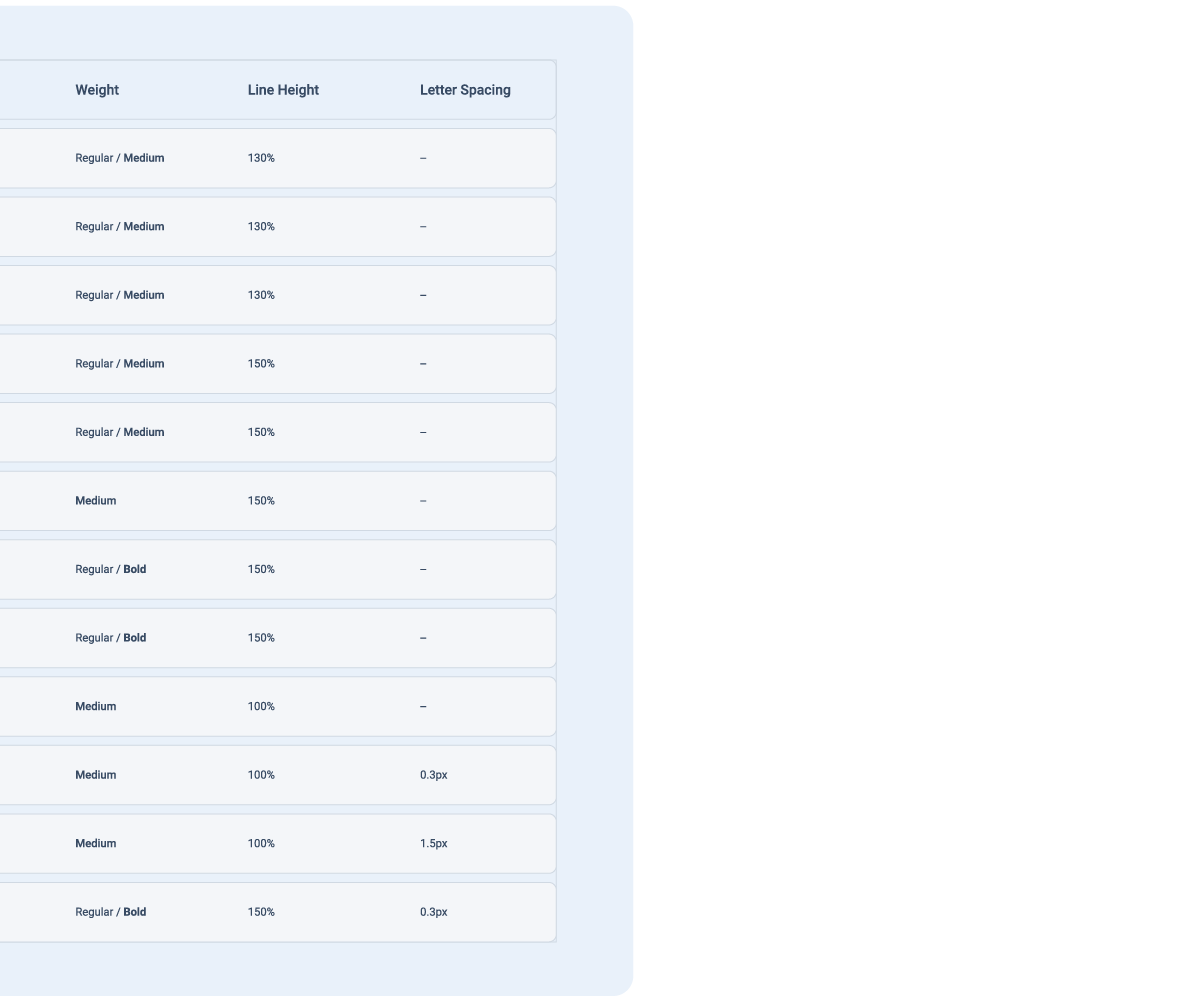 Weight Line Height Letter Spacing
Regular / Medium 130% –
Regular / Medium 130% –
Regular / Medium 130% –
Regular / Medium 150% –
Regular / Medium 150% –
Medium 150% –
Regular / Bold 150% –
Regular / Bold 150% –
Medium 100% –
Medium 100% 0.3px
Medium 100% 1.5px
Regular / Bold 150% 0.3px